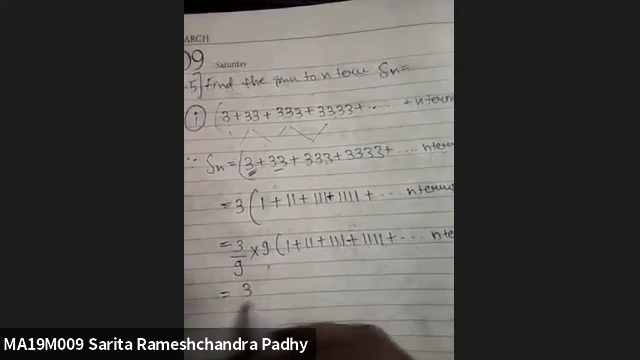 ARCH
09
Saturday
5] find the sum to n term Sn=
i (3+33+333+3333+.... +n term
∵ Sn=(3+33+333+3333+.... n term
=3(1+11+111+1111+... n terms
=3/9 ×9(1+11+111+1111+... n te
= 3
MA19M009 Sarita Rameshchandra Padhy